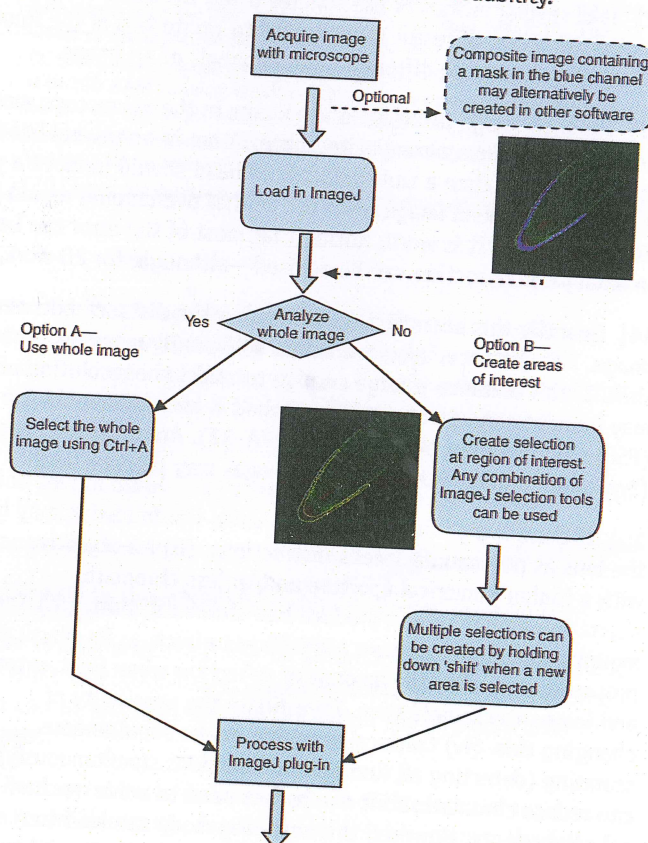 Acquire image
with microscope
Composite image containing
a mask in the blue channel
may alternatively be
created in other software
Optional
Load in ImageJ
Analyze
whole image
Yes
No
Option A—
Use whole image
Option B—
Create areas
of interest
Select the whole
image using Ctrl+A
Create selection
at region of interest.
Any combination of
ImageJ selection tools
can be used
Multiple selections can
be created by holding
down 'shift' when a new
area is selected
Process with
ImageJ plug-in